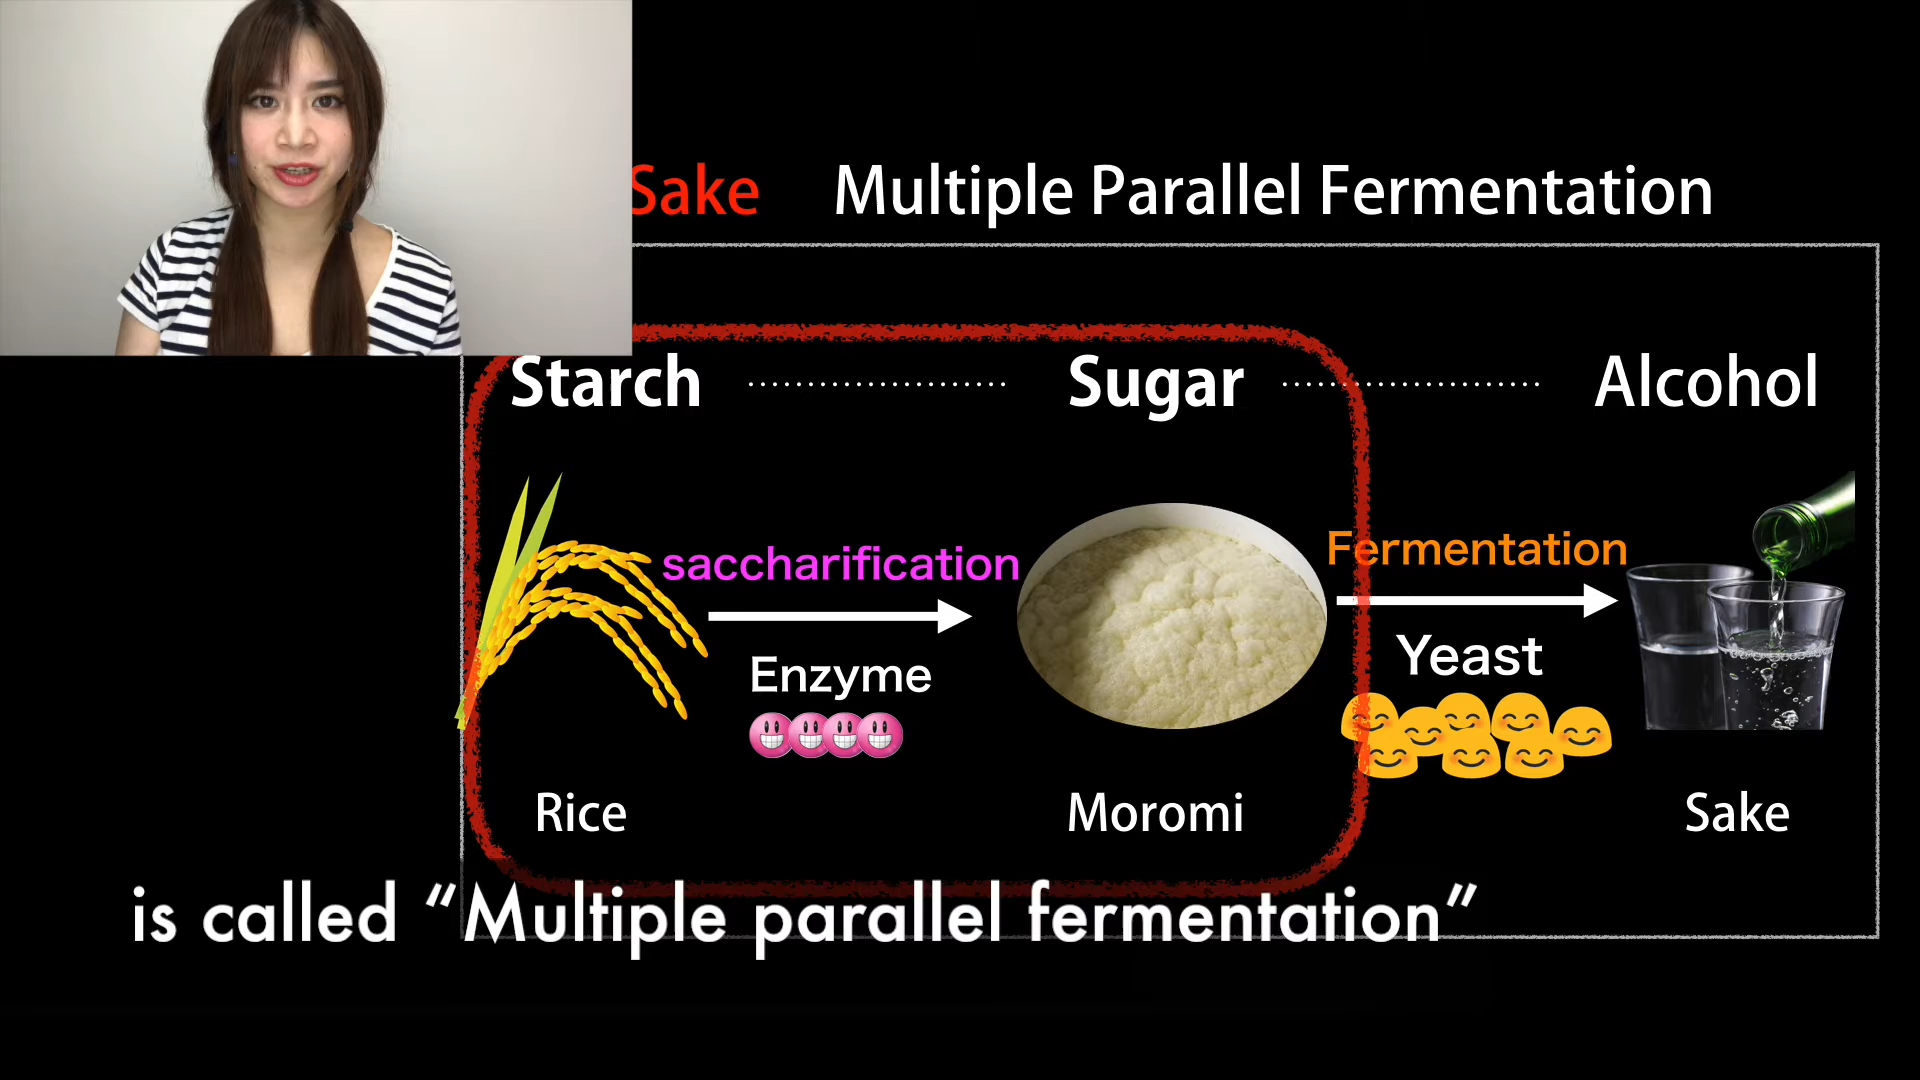 Sake Multiple Parallel Fermentation
Starch Sugar Alcohol
saccharification
Fermentation
Enzyme
Yeast
Rice Moromi Sake
is called “Multiple parallel fermentation”